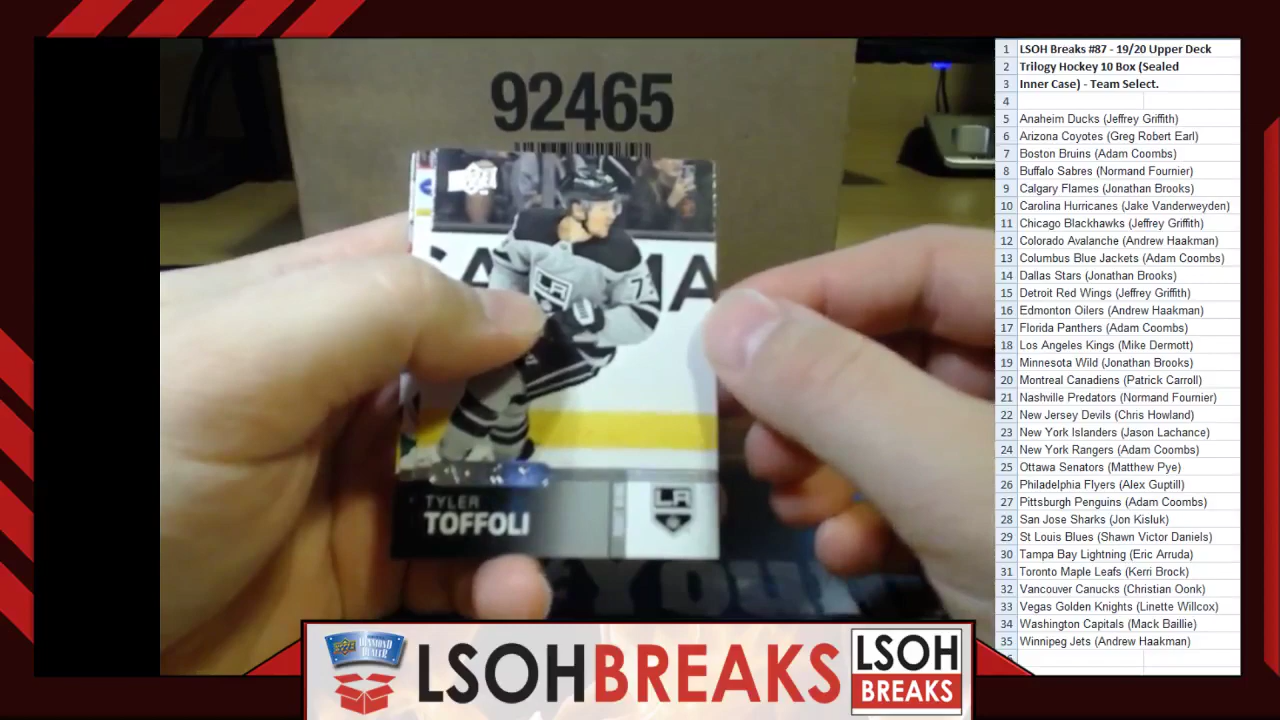 92465
CA
NA
7
LA
TYLER
TOFFOLI
LA
1 LSOH Breaks #87 - 19/20 Upper Deck
2 Trilogy Hockey 10 Box (Sealed
3 Inner Case) - Team Select.
4
5 Anaheim Ducks (Jeffrey Griffith)
6 Arizona Coyotes (Greg Robert Earl)
7 Boston Bruins (Adam Coombs)
8 Buffalo Sabres (Normand Fournier)
9 Calgary Flames (Jonathan Brooks)
10 Carolina Hurricanes (Jake Vanderweyden)
11 Chicago Blackhawks (Jeffrey Griffith)
12 Colorado Avalanche (Andrew Haakman)
13 Columbus Blue Jackets (Adam Coombs)
14 Dallas Stars (Jonathan Brooks)
15 Detroit Red Wings (Jeffrey Griffith)
16 Edmonton Oilers (Andrew Haakman)
17 Florida Panthers (Adam Coombs)
18 Los Angeles Kings (Mike Dermott)
19 Minnesota Wild (Jonathan Brooks)
20 Montreal Canadiens (Patrick Carroll)
21 Nashville Predators (Normand Fournier)
22 New Jersey Devils (Chris Howland)
23 New York Islanders (Jason Lachance)
24 New York Rangers (Adam Coombs)
25 Ottawa Senators (Matthew Pye)
26 Philadelphia Flyers (Alex Guptill)
27 Pittsburgh Penguins (Adam Coombs)
28 San Jose Sharks (Jon Kisluk)
29 St Louis Blues (Shawn Victor Daniels)
30 Tampa Bay Lightning (Eric Arruda)
31 Toronto Maple Leafs (Kerri Brock)
32 Vancouver Canucks (Christian Oonk)
33 Vegas Golden Knights (Linette Willcox)
34 Washington Capitals (Mack Baillie)
35 Winnipeg Jets (Andrew Haakman)
DIAMOND
DEALER
LSOHBREAKS
LSOH
BREAKS